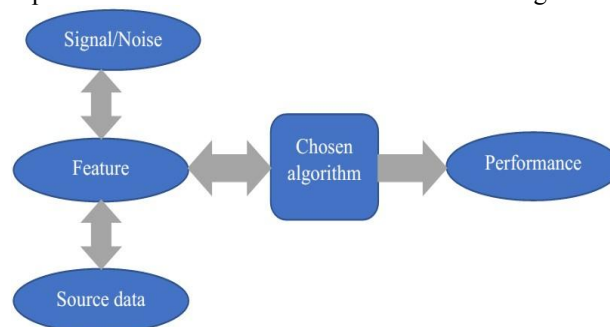 Signal/Noise
Feature
Chosen
algorithm
Performance
Source data